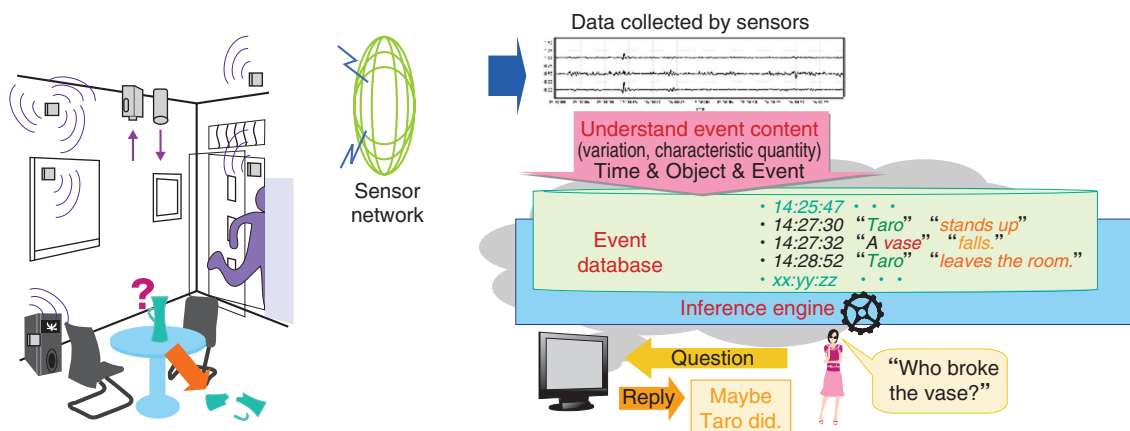 Data collected by sensors
Understand event content
(variation, characteristic quantity)
Time & Object & Event
Sensor
network
• 14:25:47 • • •
• 14:27:30 “Taro” “stands up”
• 14:27:32 “A vase” “falls.”
• 14:28:52 “Taro” “leaves the room.”
• xx:yy:zz • • •
Event
database
Inference engine
?
Question
Reply
Maybe
Taro did.
“Who broke
the vase?”